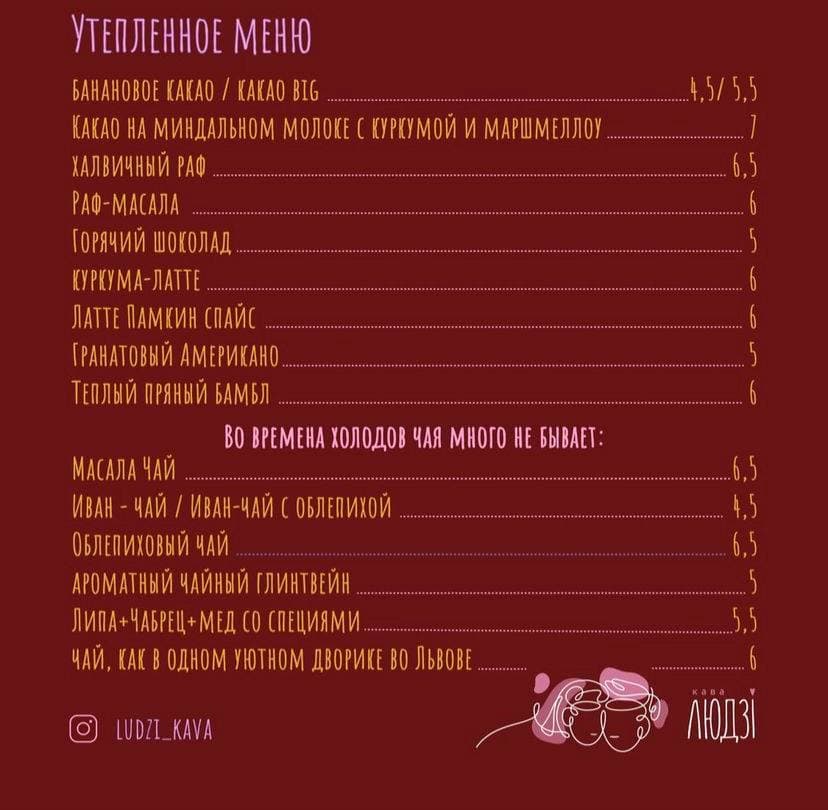 Утепленное меню
банановое какао / какао big 4,5/ 5,5
Какао на миндальном молоке с куркумой и маршмеллоу 7
халвичный раф 6,5
Раф-масала 6
Горячий шоколад 5
куркума-латте 6
Латте Памкин спайс 6
Гранатовый Американо 5
Теплый пряный бамбл 6
Во времена холодов чая много не бывает:
Масала Чай 6,5
Иван - чай / Иван-чай с облепихой 4,5
Облепиховый чай 6,5
ароматный чайный глинтвейн 5
Липа+Чабрец+мед со специями 5,5
чай, как в одном уютном дворике во Львове 6
кава
людзі
ludzi_kava